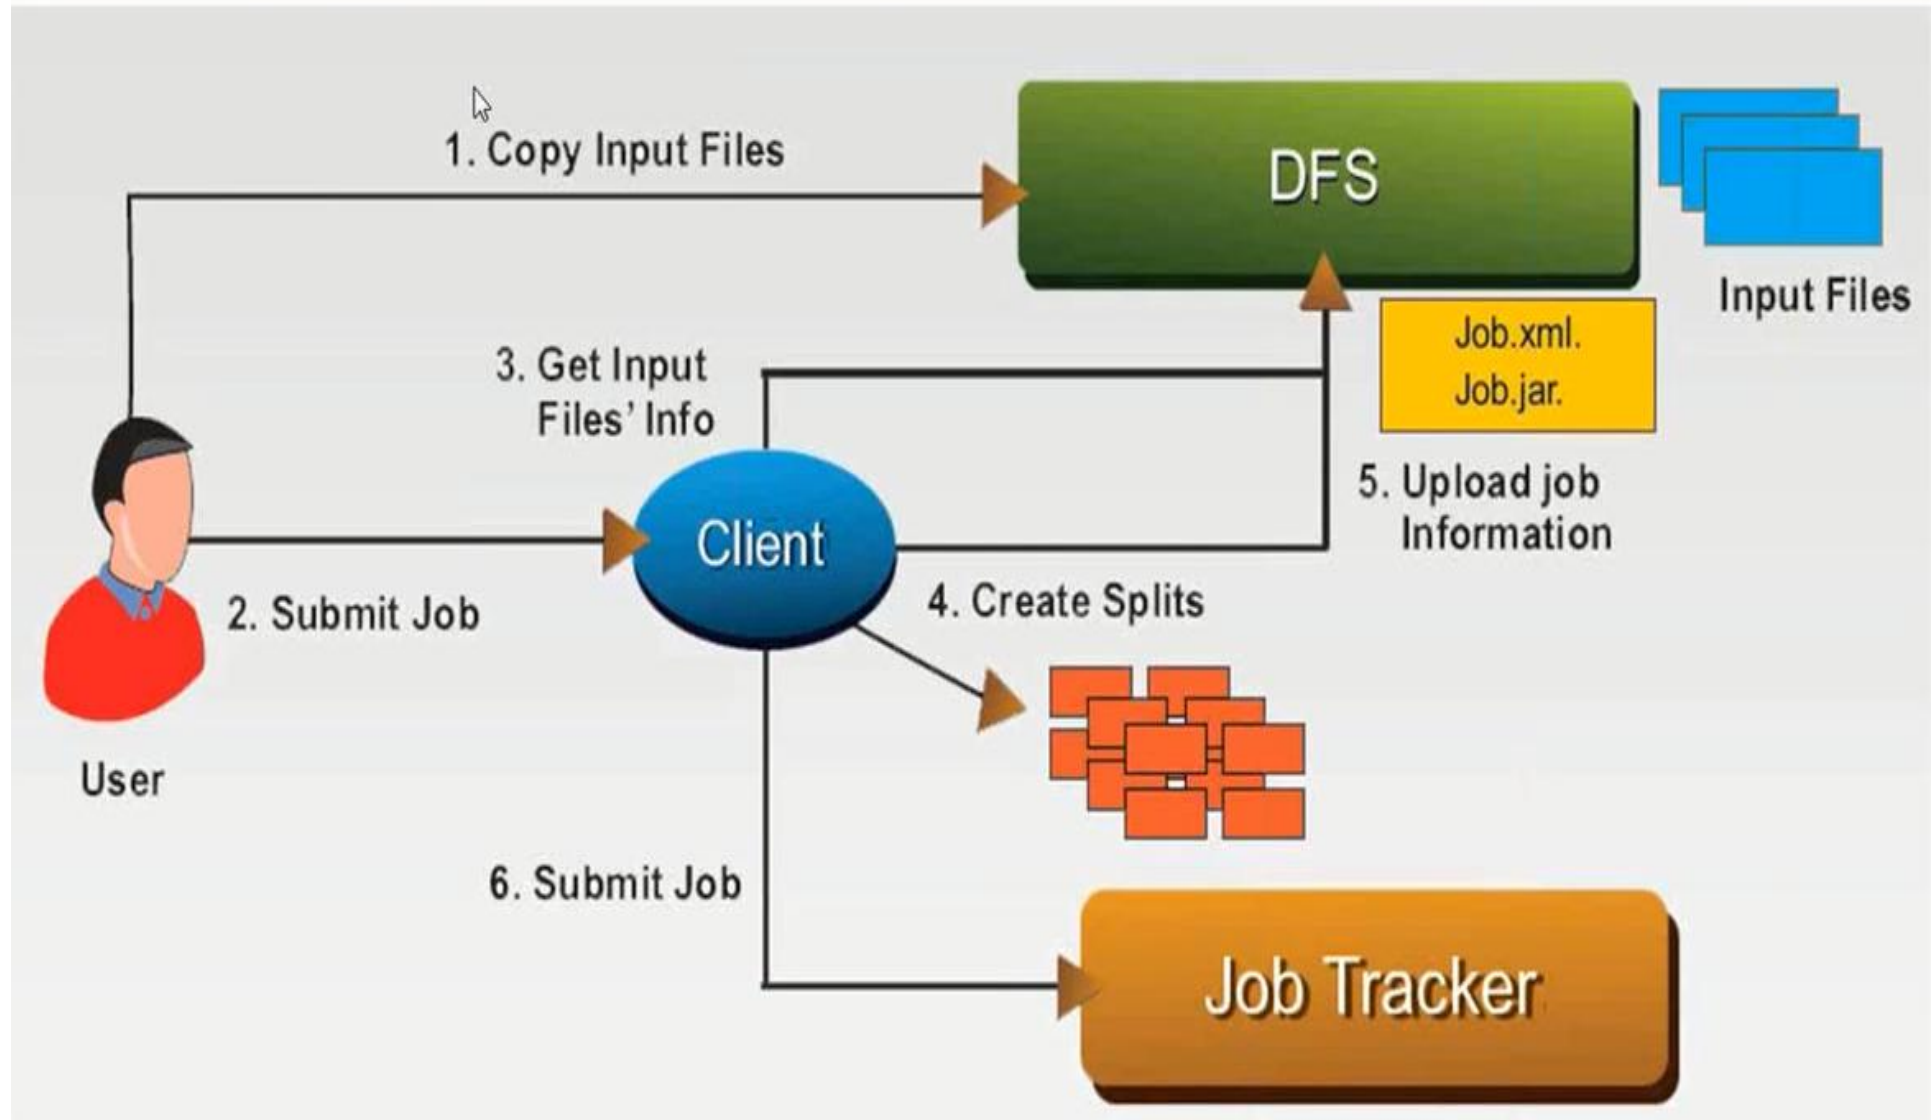 1. Copy Input Files
DFS
Input Files
Job.xml.
Job.jar.
3. Get Input
Files' Info
5. Upload job
Information
Client
4. Create Splits
2. Submit Job
User
6. Submit Job
Job Tracker